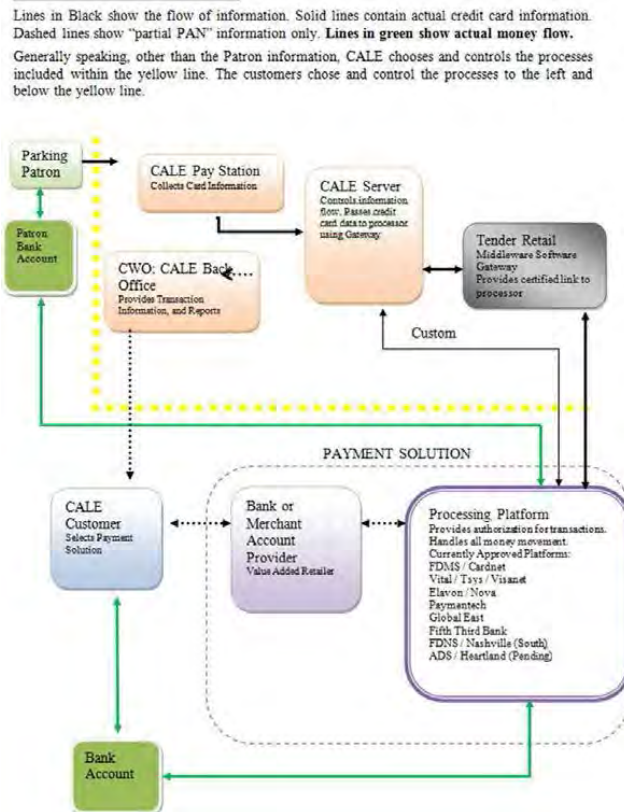 Lines in Black show the flow of information. Solid lines contain actual credit card information.
Dashed lines show "partial PAN" information only. Lines in green show actual money flow.
Generally speaking, other than the Patron information, CALE chooses and controls the processes
included within the yellow line. The customers chose and control the processes to the left and
below the yellow line.
Parking
Patron
CALE Pay Station
Collects Card Information
CALE Server
Controls information
flow. Passes credit
card data to processor
using Gateway
Patron
Bank
Account
Tender Retail
Middleware Software
Gateway
Provides certified link to
processor
CWO: CALE Back
Office
Provides Transaction
Information, and Reports
Custom
PAYMENT SOLUTION
CALE
Customer
Selects Payment
Solution
Bank or
Merchant
Account
Provider
Value Added Retailer
Processing Platform
Provides authorization for transactions.
Handles all money movement.
Currently Approved Platforms:
FDMS / Cardnet
Vital / Tsys / Visanet
Elavon / Nova
Paymentech
Global East
Fifth Third Bank
FDNS / Nashville (South)
ADS / Heartland (Pending)
Bank
Account